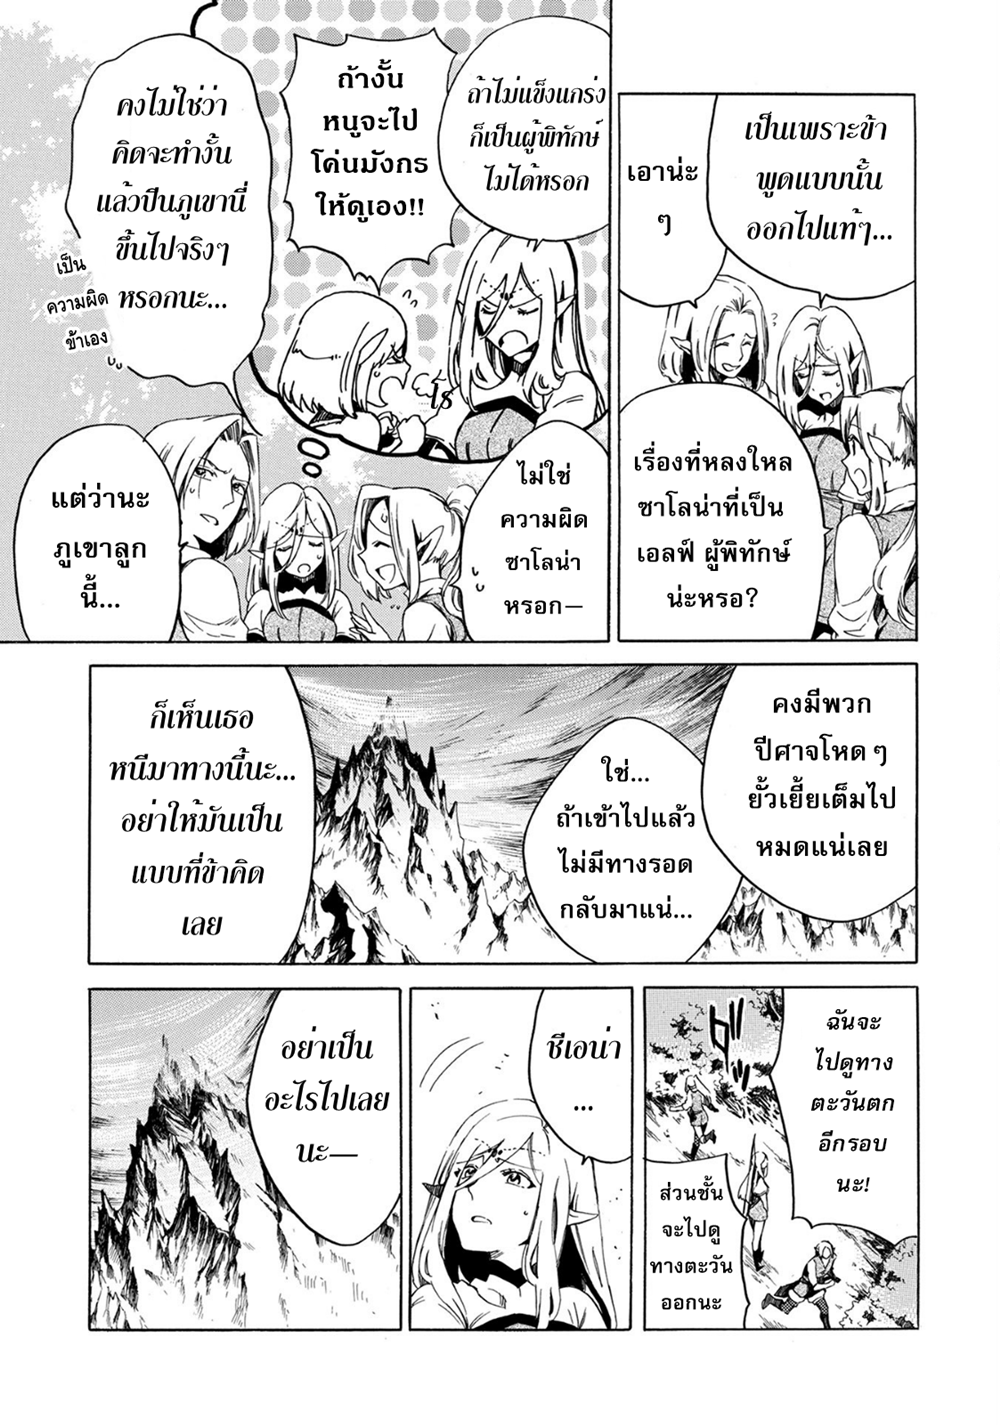 เป็นเพราะข้า
พูดแบบนั้น
ออกไปแท้ๆ...
เอาน่ะ
ๆ
เรื่องที่หลงใหล
ซาโลน่าที่เป็น
เอลฟ์ ผู้พิทักษ์
น่ะหรอ?
ถ้าไม่แข็งแกร่ง
ก็เป็นผู้พิทักษ์
ไม่ได้หรอก
ถ้างั้น
หนูจะไป
โค่นมังกร
ให้ดูเอง!!
ไม่ใช่
ความผิด
ซาโลน่า
หรอก—
คงไม่ใช่ว่า
คิดจะทำงั้น
แล้วปีนภูเขานี่
ขึ้นไปจริงๆ
หรอกนะ...
เป็น
ความผิด
ข้าเอง
แต่ว่านะ
ภูเขาลูก
นี้...
คงมีพวก
ปีศาจโหดๆ
ยั้วเยี้ยเต็มไป
หมดแน่เลย
ใช่...
ถ้าเข้าไปแล้ว
ไม่มีทางรอด
กลับมาแน่...
ก็เห็นเธอ
หนีมาทางนี้นะ...
อย่าให้มันเป็น
แบบที่ข้าคิด
เลย
ฉันจะ
ไปดูทาง
ตะวันตก
อีกรอบ
นะ!
ส่วนชั้น
จะไปดู
ทางตะวัน
ออกนะ
ชีเอน่า
...
อย่าเป็น
อะไรไปเลย
นะ—